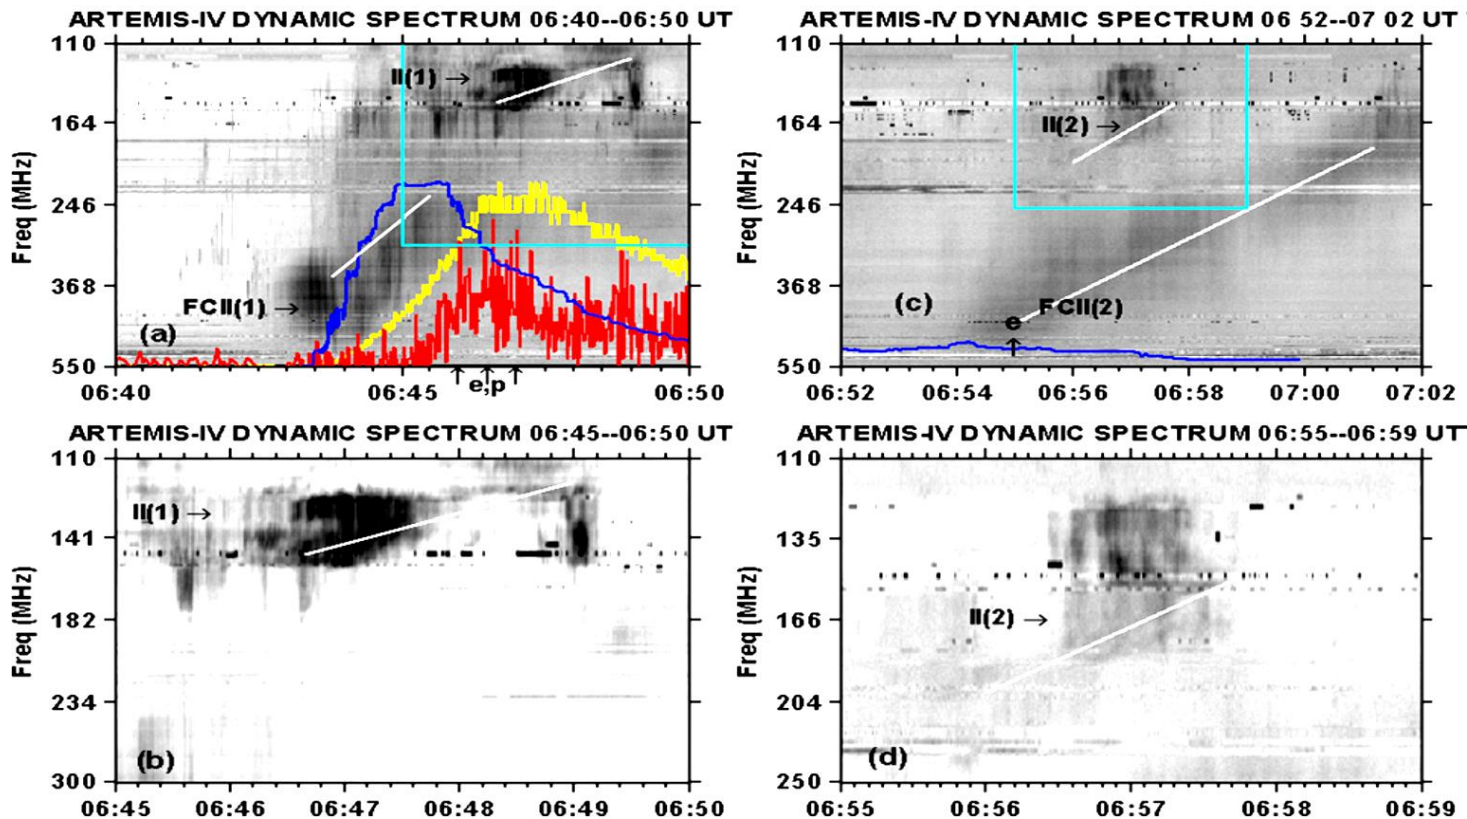 ARTEMIS-IV DYNAMIC SPECTRUM 06:40--06:50 UT
110
164
246
368
550
Freq (MHz)
II(1) →
FCII(1) →
(a)
e,p
06:40
06:45
06:50
ARTEMIS-IV DYNAMIC SPECTRUM 06 52--07 02 UT
110
164
246
368
550
Freq (MHz)
II(2) →
(c)
FCII(2)
e
06:52
06:54
06:56
06:58
07:00
07:02
ARTEMIS-IV DYNAMIC SPECTRUM 06:45--06:50 UT
110
141
182
234
300
Freq (MHz)
II(1) →
(b)
06:45
06:46
06:47
06:48
06:49
06:50
ARTEMIS-IV DYNAMIC SPECTRUM 06:55--06:59 UT
110
135
166
204
250
Freq (MHz)
II(2) →
(d)
06:55
06:56
06:57
06:58
06:59